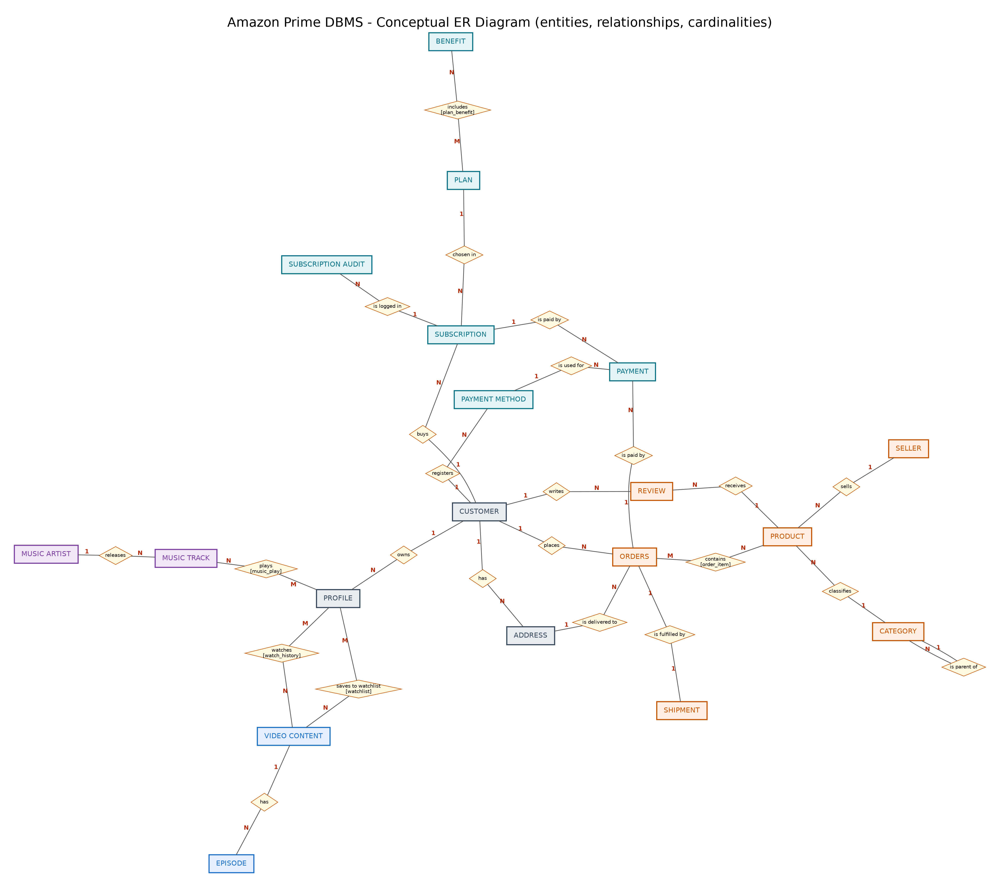 Amazon Prime DBMS - Conceptual ER Diagram (entities, relationships, cardinalities)
BENEFIT
N
includes
[plan_benefit]
M
PLAN
1
chosen in
SUBSCRIPTION AUDIT
N
N
is logged in
1
is paid by
1
SUBSCRIPTION
N
is used for
N
PAYMENT
1
N
PAYMENT METHOD
N
buys
N
SELLER
is paid by
1
1
registers
1
N
receives
1
sells
writes
N
REVIEW
1
1
N
1
CUSTOMER
1
1
1
PRODUCT
1
places
N
N
MUSIC ARTIST
1
releases
N
MUSIC TRACK
owns
ORDERS
M
contains
[order_item]
N
N
plays
[music_play]
N
M
has
N
1
classifies
PROFILE
N
1
M
1
is delivered to
ADDRESS
is fulfilled by
CATEGORY
M
N
1
watches
[watch_history]
is parent of
1
saves to watchlist
[watchlist]
N
N
SHIPMENT
VIDEO CONTENT
1
has
N
EPISODE